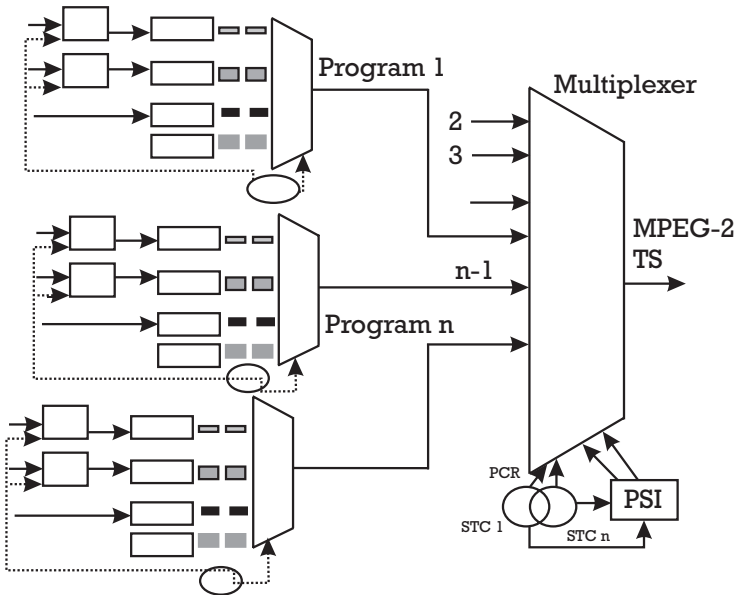 Program 1
Multiplexer
2
3
MPEG-2
TS
n-1
Program n
PCR
PSI
STC 1
STC n